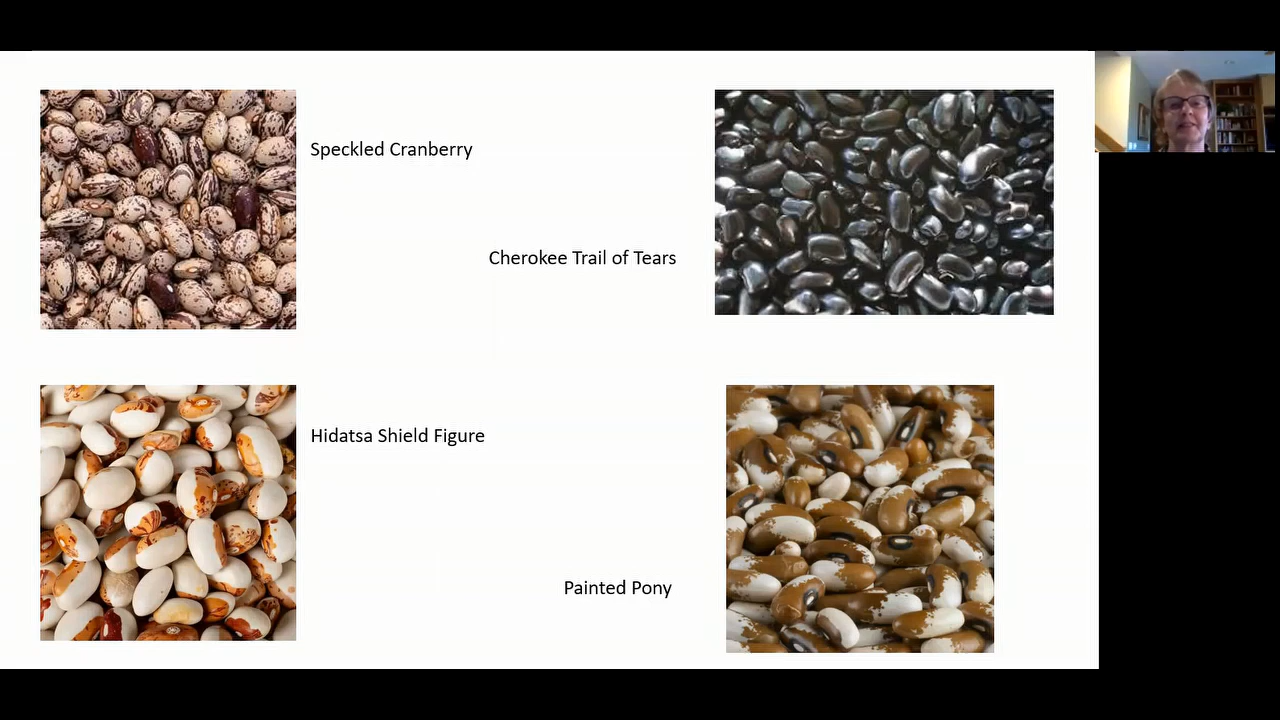 Speckled Cranberry
Cherokee Trail of Tears
Hidatsa Shield Figure
Painted Pony